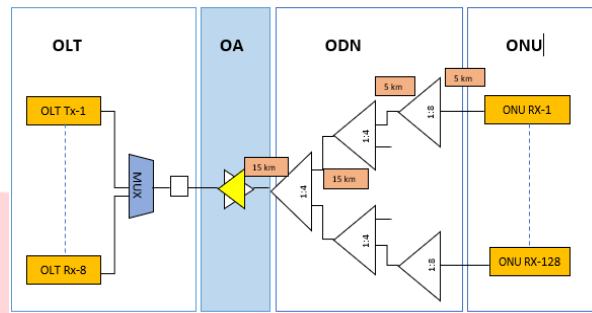 OLT
OA
ODN
ONU
5 km
5 km
OLT Tx-1
1:8
ONU RX-1
1:4
15 km
15 km
MUX
1:4
1:4
1:8
OLT Rx-8
ONU RX-128